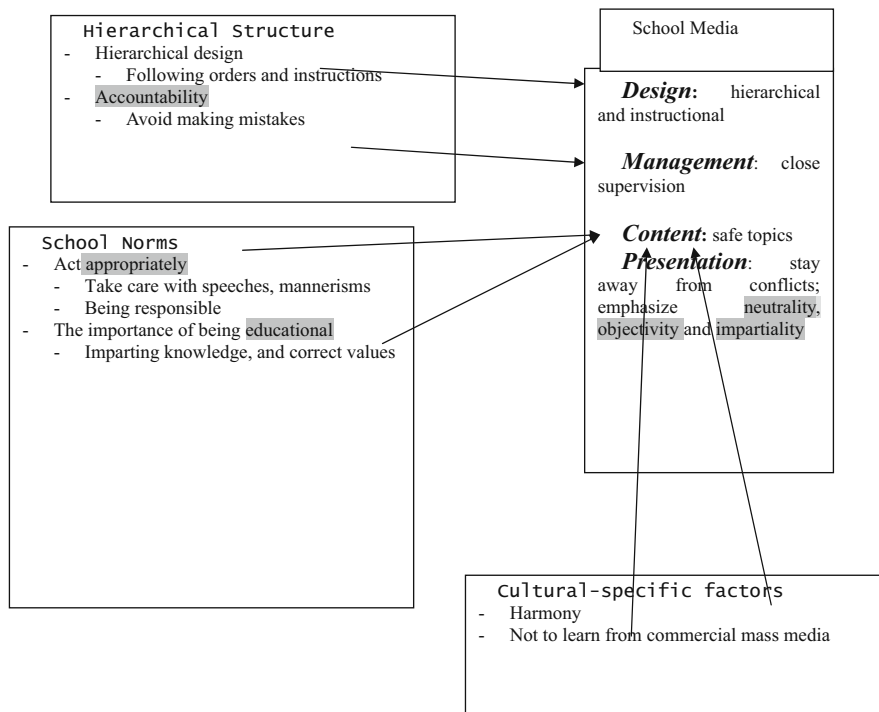 Hierarchical Structure
- Hierarchical design
- Following orders and instructions
- Accountability
- Avoid making mistakes
School Media
Design: hierarchical
and instructional
Management: close
supervision
Content: safe topics
Presentation: stay
away from conflicts;
emphasize neutrality,
objectivity and impartiality
School Norms
- Act appropriately
- Take care with speeches, mannerisms
- Being responsible
- The importance of being educational
- Imparting knowledge, and correct values
Cultural-specific factors
- Harmony
- Not to learn from commercial mass media